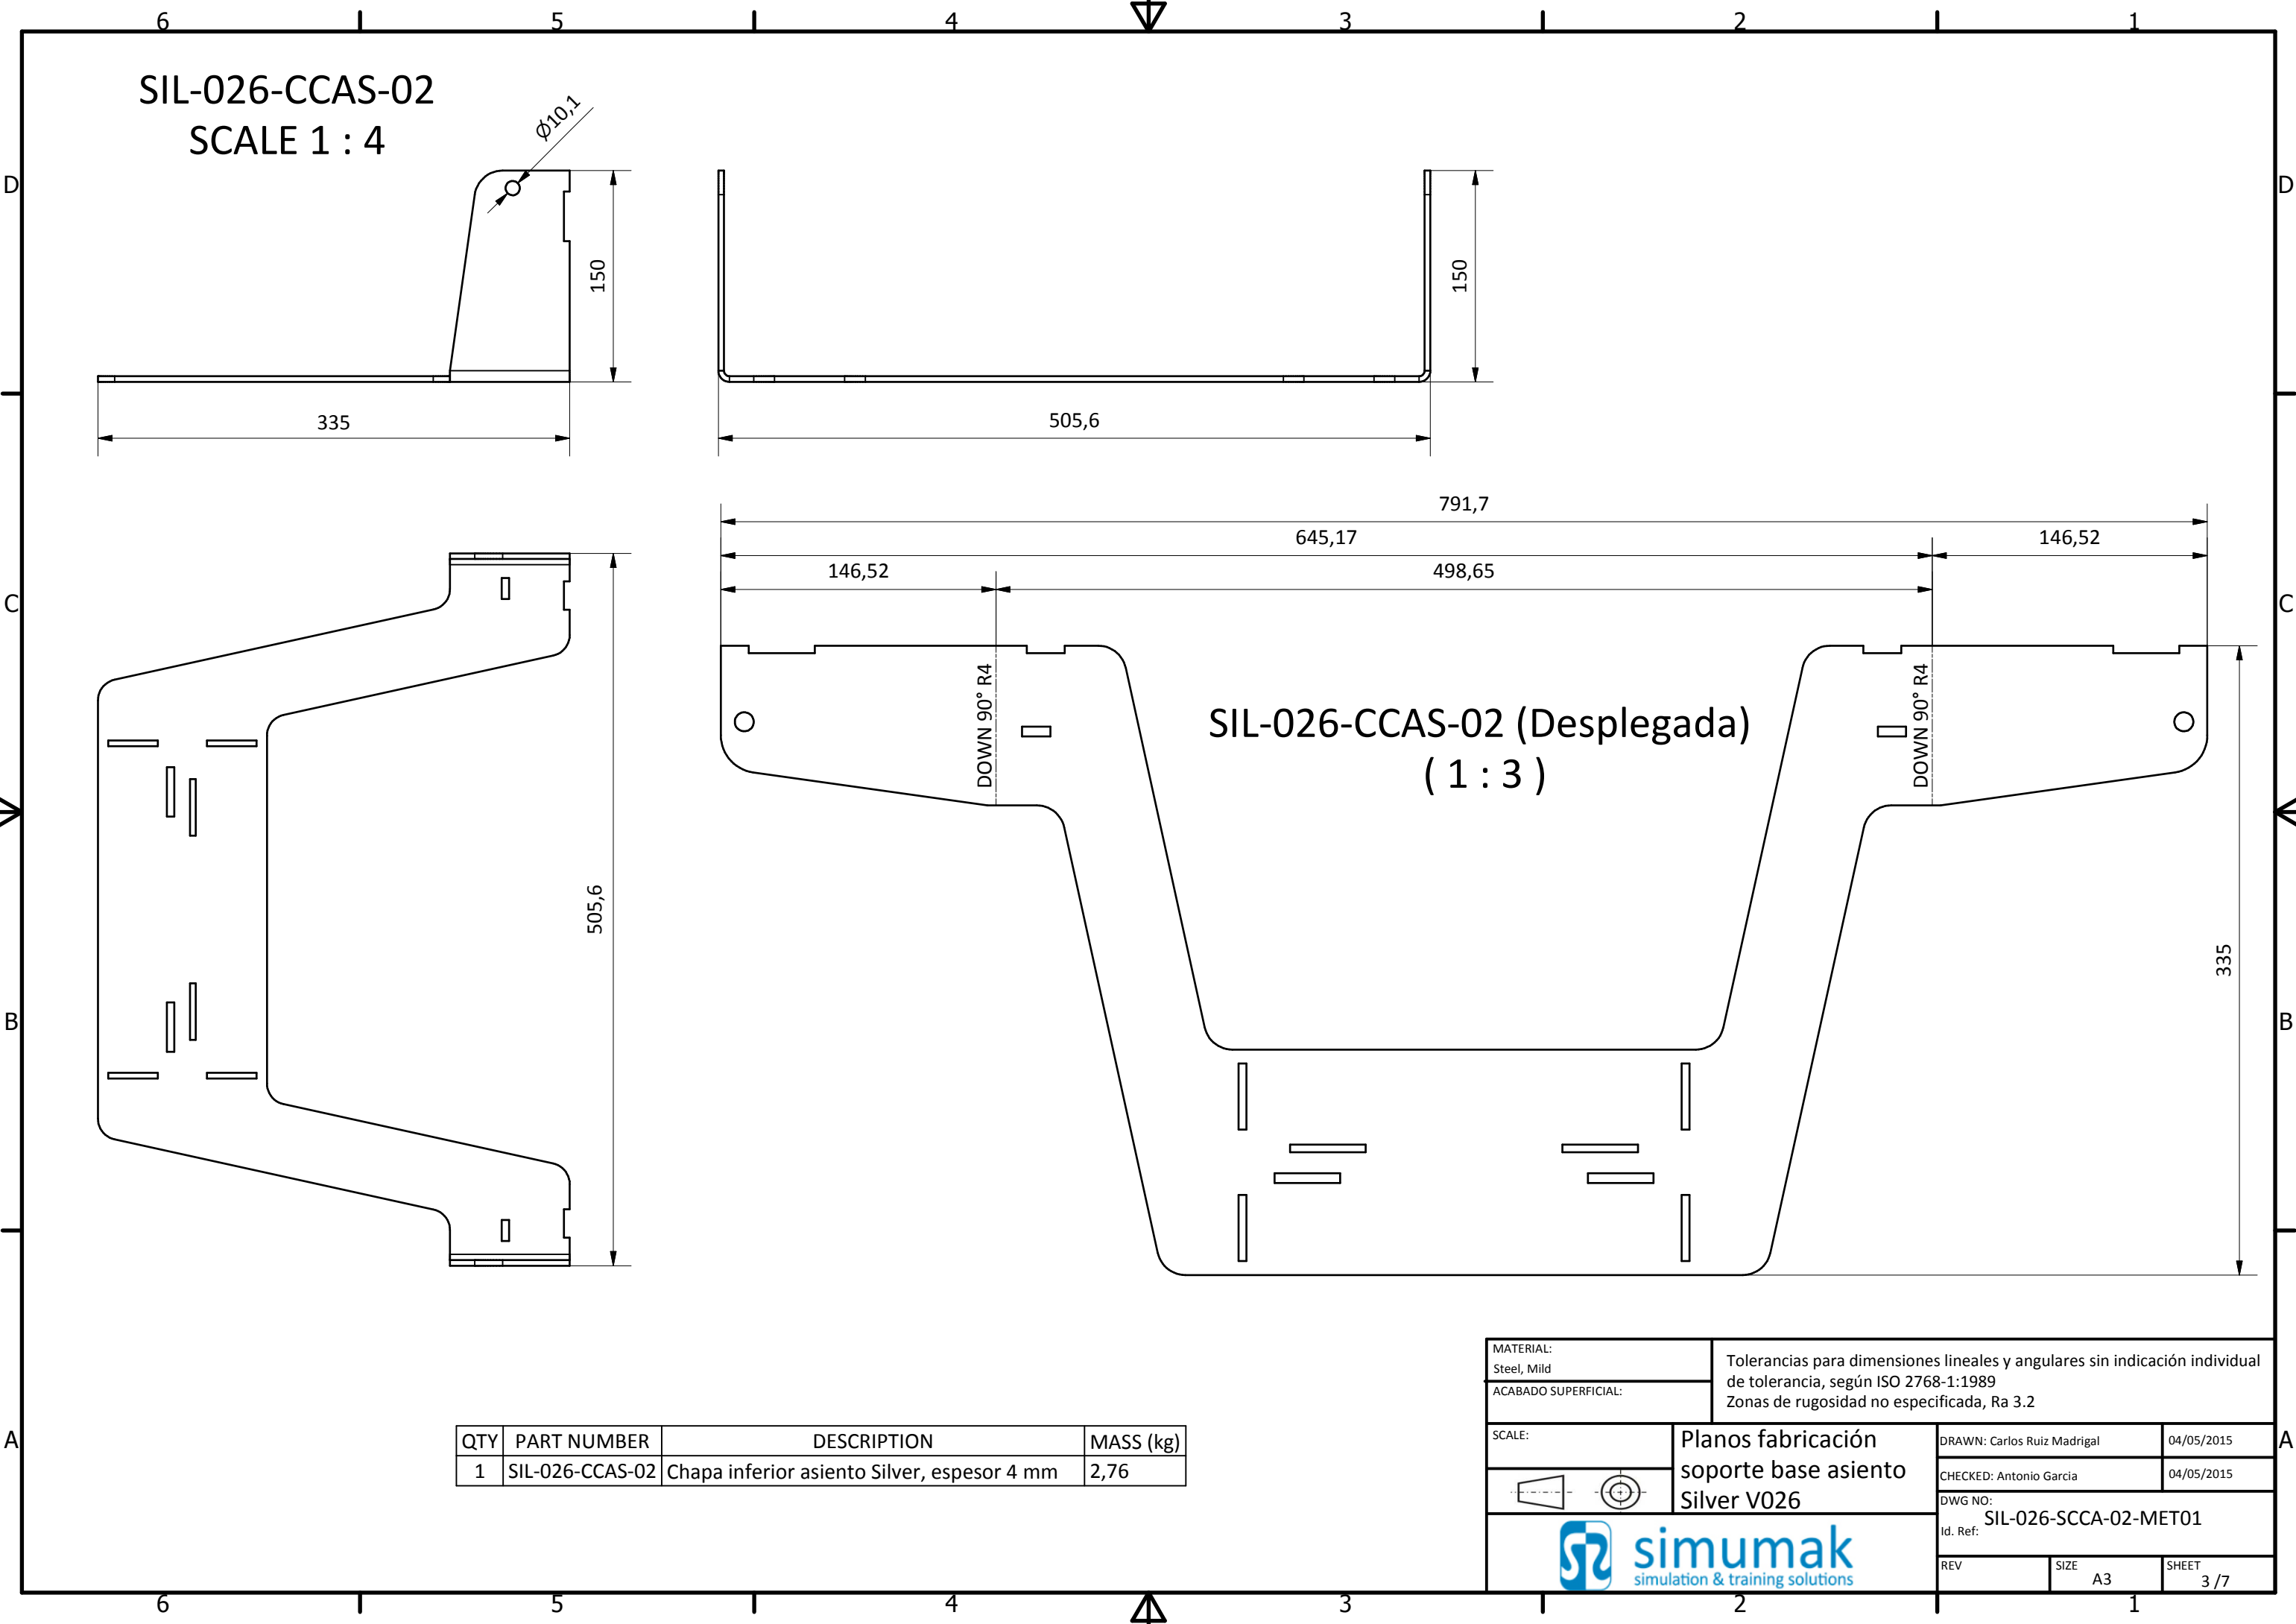 6 5 4 3 2 1
SIL-026-CCAS-02
SCALE 1 : 4
Ø10,1
D
D
150
150
335
505,6
791,7
645,17
146,52
146,52
498,65
C
C
DOWN 90° R4
DOWN 90° R4
SIL-026-CCAS-02 (Desplegada)
( 1 : 3 )
505,6
335
B
B
MATERIAL:
Steel, Mild
ACABADO SUPERFICIAL:
Tolerancias para dimensiones lineales y angulares sin indicación individual
de tolerancia, según ISO 2768-1:1989
Zonas de rugosidad no especificada, Ra 3.2
A
A
QTY PART NUMBER DESCRIPTION MASS (kg)
1 SIL-026-CCAS-02 Chapa inferior asiento Silver, espesor 4 mm 2,76
SCALE:
Planos fabricación
soporte base asiento
Silver V026
DRAWN: Carlos Ruiz Madrigal 04/05/2015
CHECKED: Antonio Garcia 04/05/2015
DWG NO:
SIL-026-SCCA-02-MET01
Id. Ref:
simumak
simulation & training solutions
REV
SIZE
A3
SHEET
3 /7
6 5 4 3 2 1